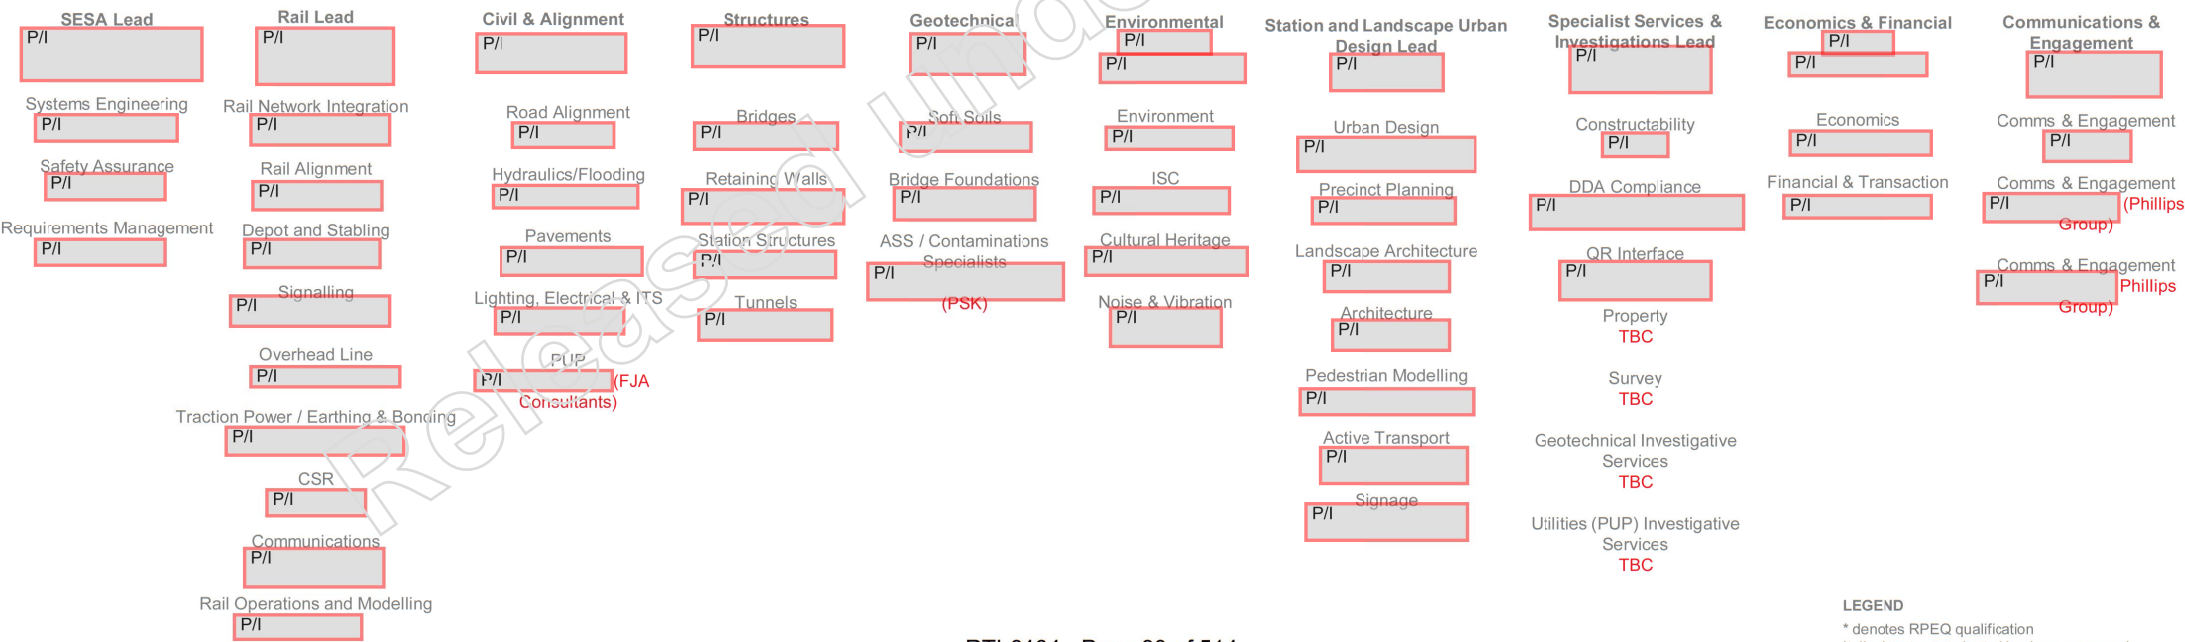 SESA Lead
P/I
Systems Engineering
P/I
Safety Assurance
P/I
Requirements Management
P/I
Rail Lead
P/I
Rail Network Integration
P/I
Rail Alignment
P/I
Depot and Stabling
P/I
Signalling
P/I
Overhead Line
P/I
Traction Power / Earthing & Bonding
P/I
CSR
P/I
Communications
P/I
Rail Operations and Modelling
P/I
Civil & Alignment
P/I
Road Alignment
P/I
Hydraulics/Flooding
P/I
Pavements
P/I
Lighting, Electrical & ITS
P/I
PUP
P/I (FJA
Consultants)
Structures
P/I
Bridges
P/I
Retaining Walls
P/I
Station Structures
P/I
Tunnels
P/I
Geotechnical
P/I
Soft Soils
P/I
Bridge Foundations
P/I
ASS / Contaminations
Specialists
P/I
(PSK)
Environmental
P/I
P/I
Environment
P/I
ISC
P/I
Cultural Heritage
P/I
Noise & Vibration
P/I
Station and Landscape Urban
Design Lead
P/I
Urban Design
P/I
Precinct Planning
P/I
Landscape Architecture
P/I
Architecture
P/I
Pedestrian Modelling
P/I
Active Transport
P/I
Signage
P/I
Specialist Services &
Investigations Lead
P/I
Constructability
P/I
DDA Compliance
P/I
QR Interface
P/I
Property
TBC
Survey
TBC
Geotechnical Investigative
Services
TBC
Utilities (PUP) Investigative
Services
TBC
Economics & Financial
P/I
P/I
Economics
P/I
Financial & Transaction
P/I
Communications &
Engagement
P/I
Comms & Engagement
P/I
Comms & Engagement
P/I (Phillips
Group)
Comms & Engagement
P/I Phillips
Group)
LEGEND
* denotes RPEQ qualification
Released